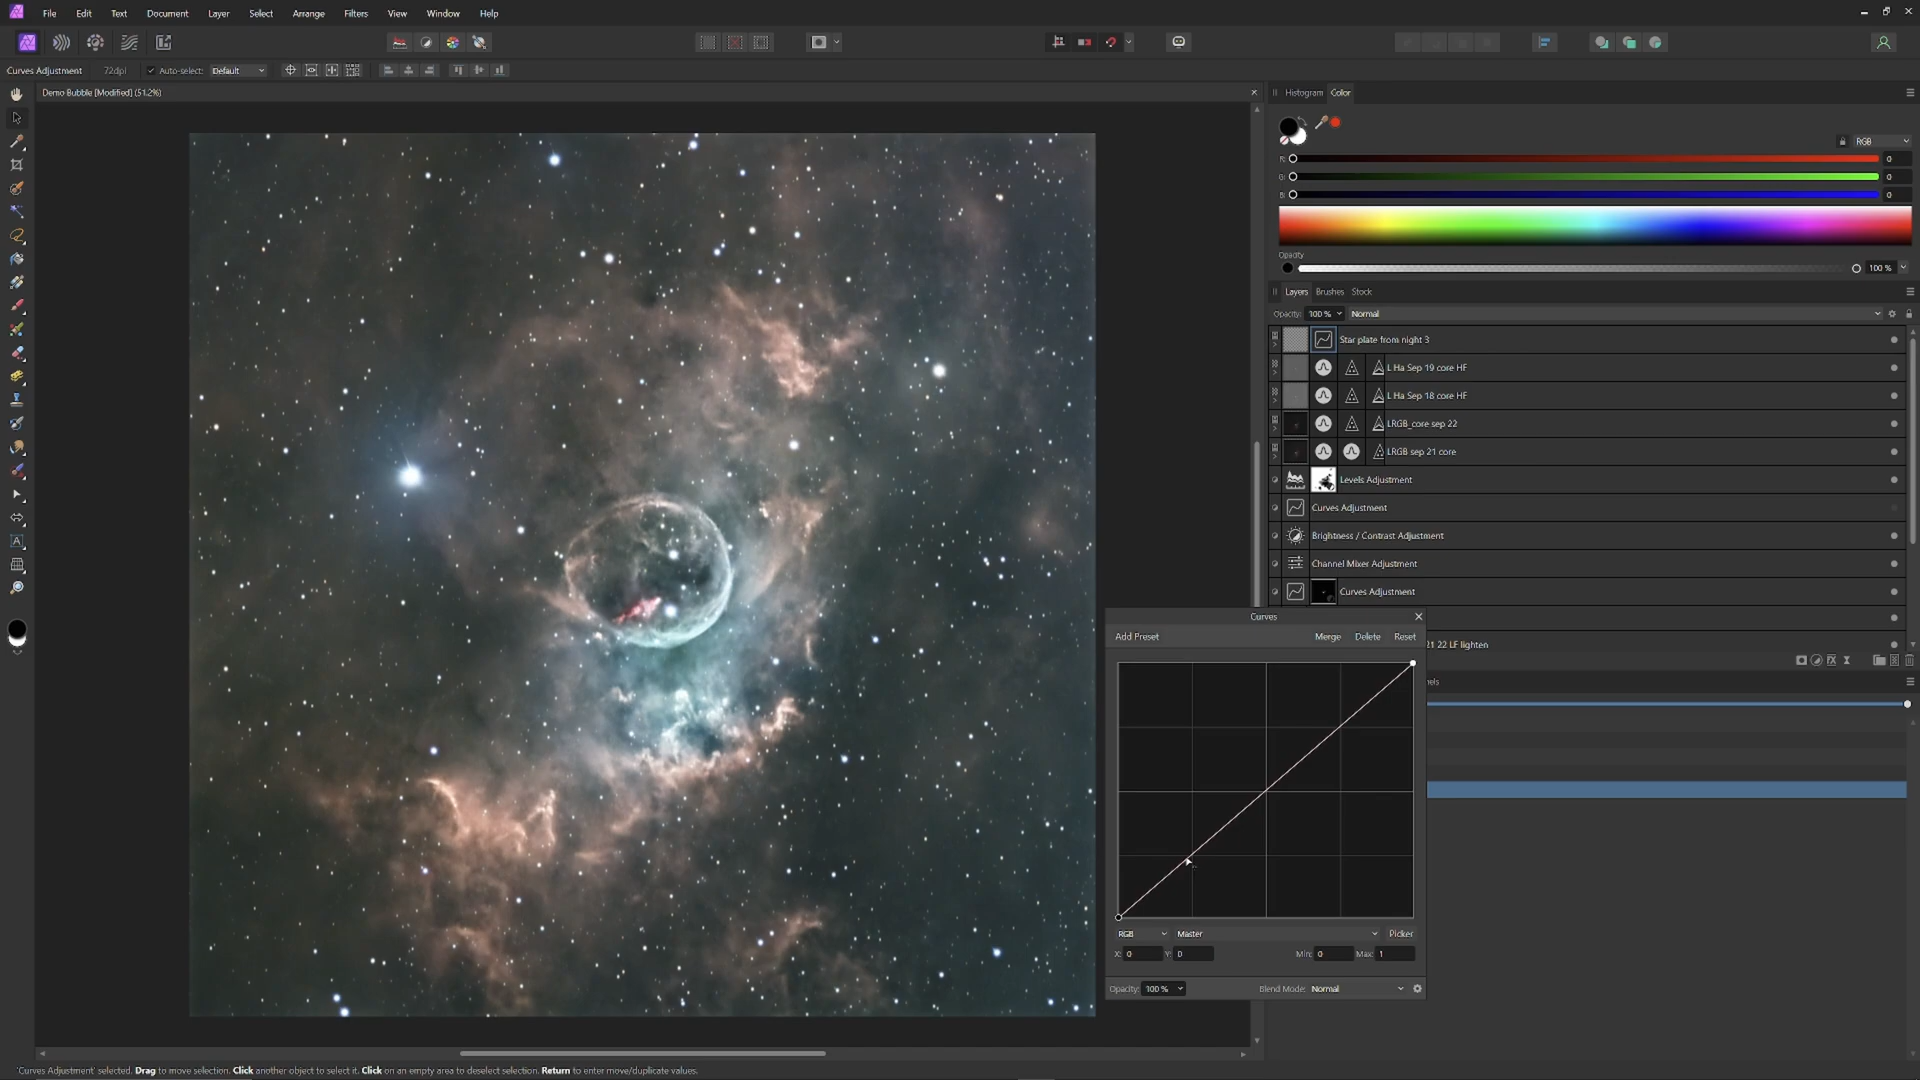 File Edit Text Document Layer Select Arrange Filters View Window Help
Curves Adjustment 72dpi Auto-select: Default
Demo Bubble [Modified] (51.2%)
Histogram Color
RGB
R: 0
G: 0
B: 0
Opacity
100 %
Layers Brushes Stock
Opacity: 100 % Normal
Star plate from night 3
L Ha Sep 19 core HF
L Ha Sep 18 core HF
LRGB_core sep 22
LRGB sep 21 core
Levels Adjustment
Curves Adjustment
Brightness / Contrast Adjustment
Channel Mixer Adjustment
Curves Adjustment
21 22 LF lighten
nels
Curves
Add Preset Merge Delete Reset
RGB Master Picker
X: 0 Y: 0 Min: 0 Max: 1
Opacity: 100 % Blend Mode: Normal
'Curves Adjustment' selected. Drag to move selection. Click another object to select it. Click on an empty area to deselect selection. Return to enter move/duplicate values.